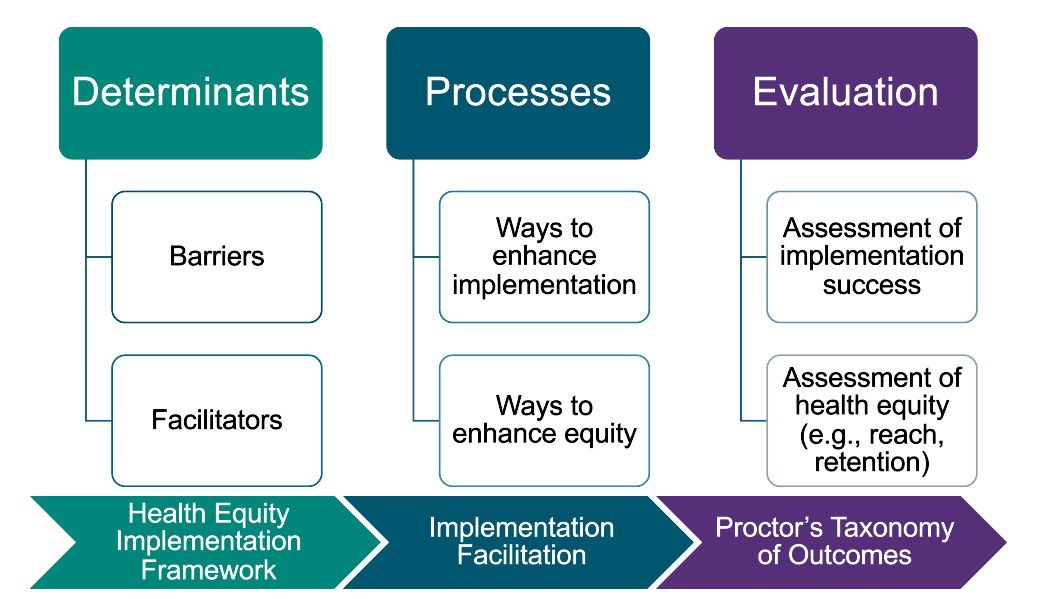 Determinants
Processes
Evaluation
Barriers
Ways to
enhance
implementation
Assessment of
implementation
success
Facilitators
Ways to
enhance equity
Assessment of
health equity
(e.g., reach,
retention)
Health Equity
Implementation
Framework
Implementation
Facilitation
Proctor’s Taxonomy
of Outcomes